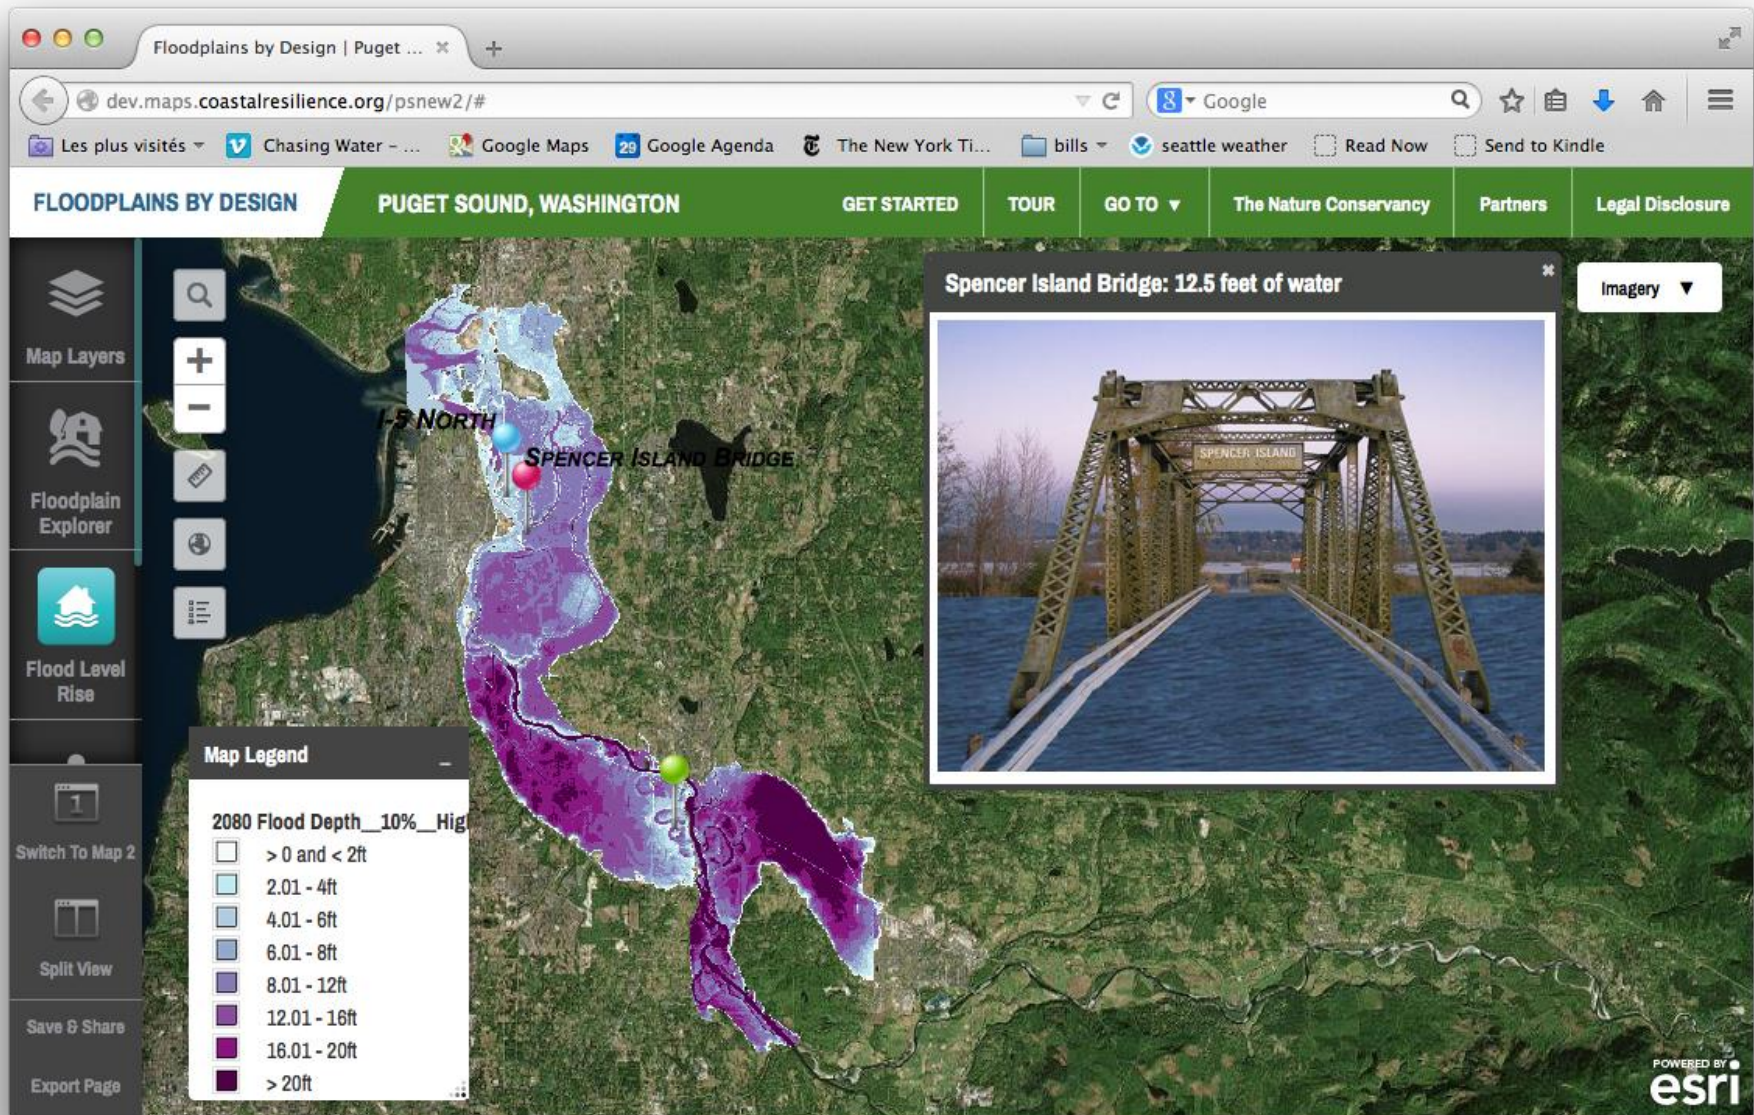 Floodplains by Design | Puget ...
dev.maps.coastalresilience.org/psnew2/#
8 Google
Les plus visités
Chasing Water – ...
Google Maps
29 Google Agenda
The New York Ti...
bills
seattle weather
Read Now
Send to Kindle
FLOODPLAINS BY DESIGN
PUGET SOUND, WASHINGTON
GET STARTED
TOUR
GO TO ▼
The Nature Conservancy
Partners
Legal Disclosure
Map Layers
Floodplain
Explorer
Flood Level
Rise
1
Switch To Map 2
Split View
Save & Share
Export Page
I-5 NORTH
SPENCER ISLAND BRIDGE
Spencer Island Bridge: 12.5 feet of water
SPENCER ISLAND
Imagery ▼
Map Legend
2080 Flood Depth__10%__Hig
> 0 and < 2ft
2.01 - 4ft
4.01 - 6ft
6.01 - 8ft
8.01 - 12ft
12.01 - 16ft
16.01 - 20ft
> 20ft
POWERED BY
esri